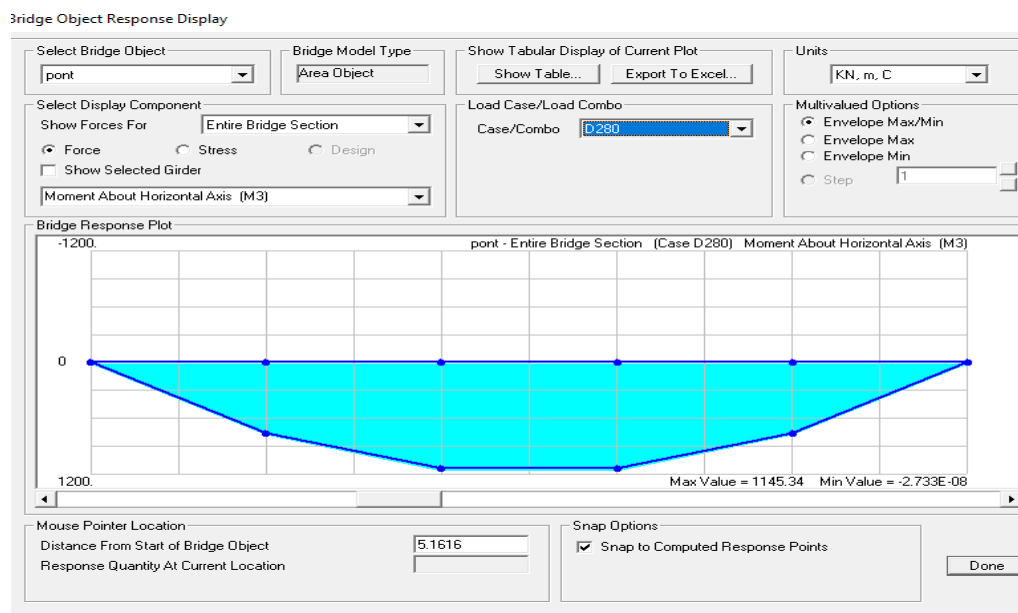 Bridge Object Response Display
Select Bridge Object
pont
Bridge Model Type
Area Object
Show Tabular Display of Current Plot
Show Table...
Export To Excel...
Units
KN, m, C
Select Display Component
Show Forces For
Entire Bridge Section
Force
Stress
Design
Show Selected Girder
Moment About Horizontal Axis (M3)
Load Case/Load Combo
Case/Combo
D280
Multivalued Options
Envelope Max/Min
Envelope Max
Envelope Min
Step
1
Bridge Response Plot
-1200.
pont - Entire Bridge Section (Case D280) Moment About Horizontal Axis (M3)
0
1200.
Max Value = 1145.34 Min Value = -2.733E-08
Mouse Pointer Location
Distance From Start of Bridge Object
5.1616
Response Quantity At Current Location
Snap Options
Snap to Computed Response Points
Done